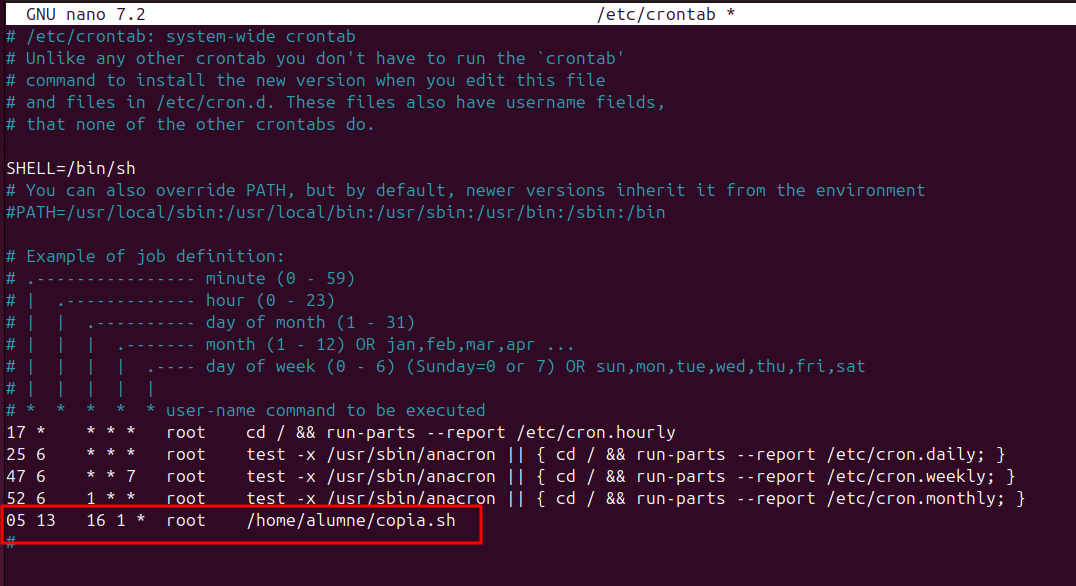 GNU nano 7.2 /etc/crontab *
# /etc/crontab: system-wide crontab
# Unlike any other crontab you don't have to run the `crontab'
# command to install the new version when you edit this file
# and files in /etc/cron.d. These files also have username fields,
# that none of the other crontabs do.
SHELL=/bin/sh
# You can also override PATH, but by default, newer versions inherit it from the environment
#PATH=/usr/local/sbin:/usr/local/bin:/usr/sbin:/usr/bin:/sbin:/bin
# Example of job definition:
# .---------------- minute (0 - 59)
# |  .------------- hour (0 - 23)
# |  |  .---------- day of month (1 - 31)
# |  |  |  .------- month (1 - 12) OR jan,feb,mar,apr ...
# |  |  |  |  .---- day of week (0 - 6) (Sunday=0 or 7) OR sun,mon,tue,wed,thu,fri,sat
# |  |  |  |  |
# *  *  *  *  * user-name command to be executed
17 *    * * *   root    cd / && run-parts --report /etc/cron.hourly
25 6    * * *   root    test -x /usr/sbin/anacron || { cd / && run-parts --report /etc/cron.daily; }
47 6    * * 7   root    test -x /usr/sbin/anacron || { cd / && run-parts --report /etc/cron.weekly; }
52 6    1 * *   root    test -x /usr/sbin/anacron || { cd / && run-parts --report /etc/cron.monthly; }
05 13   16 1 *  root    /home/alumne/copia.sh
#